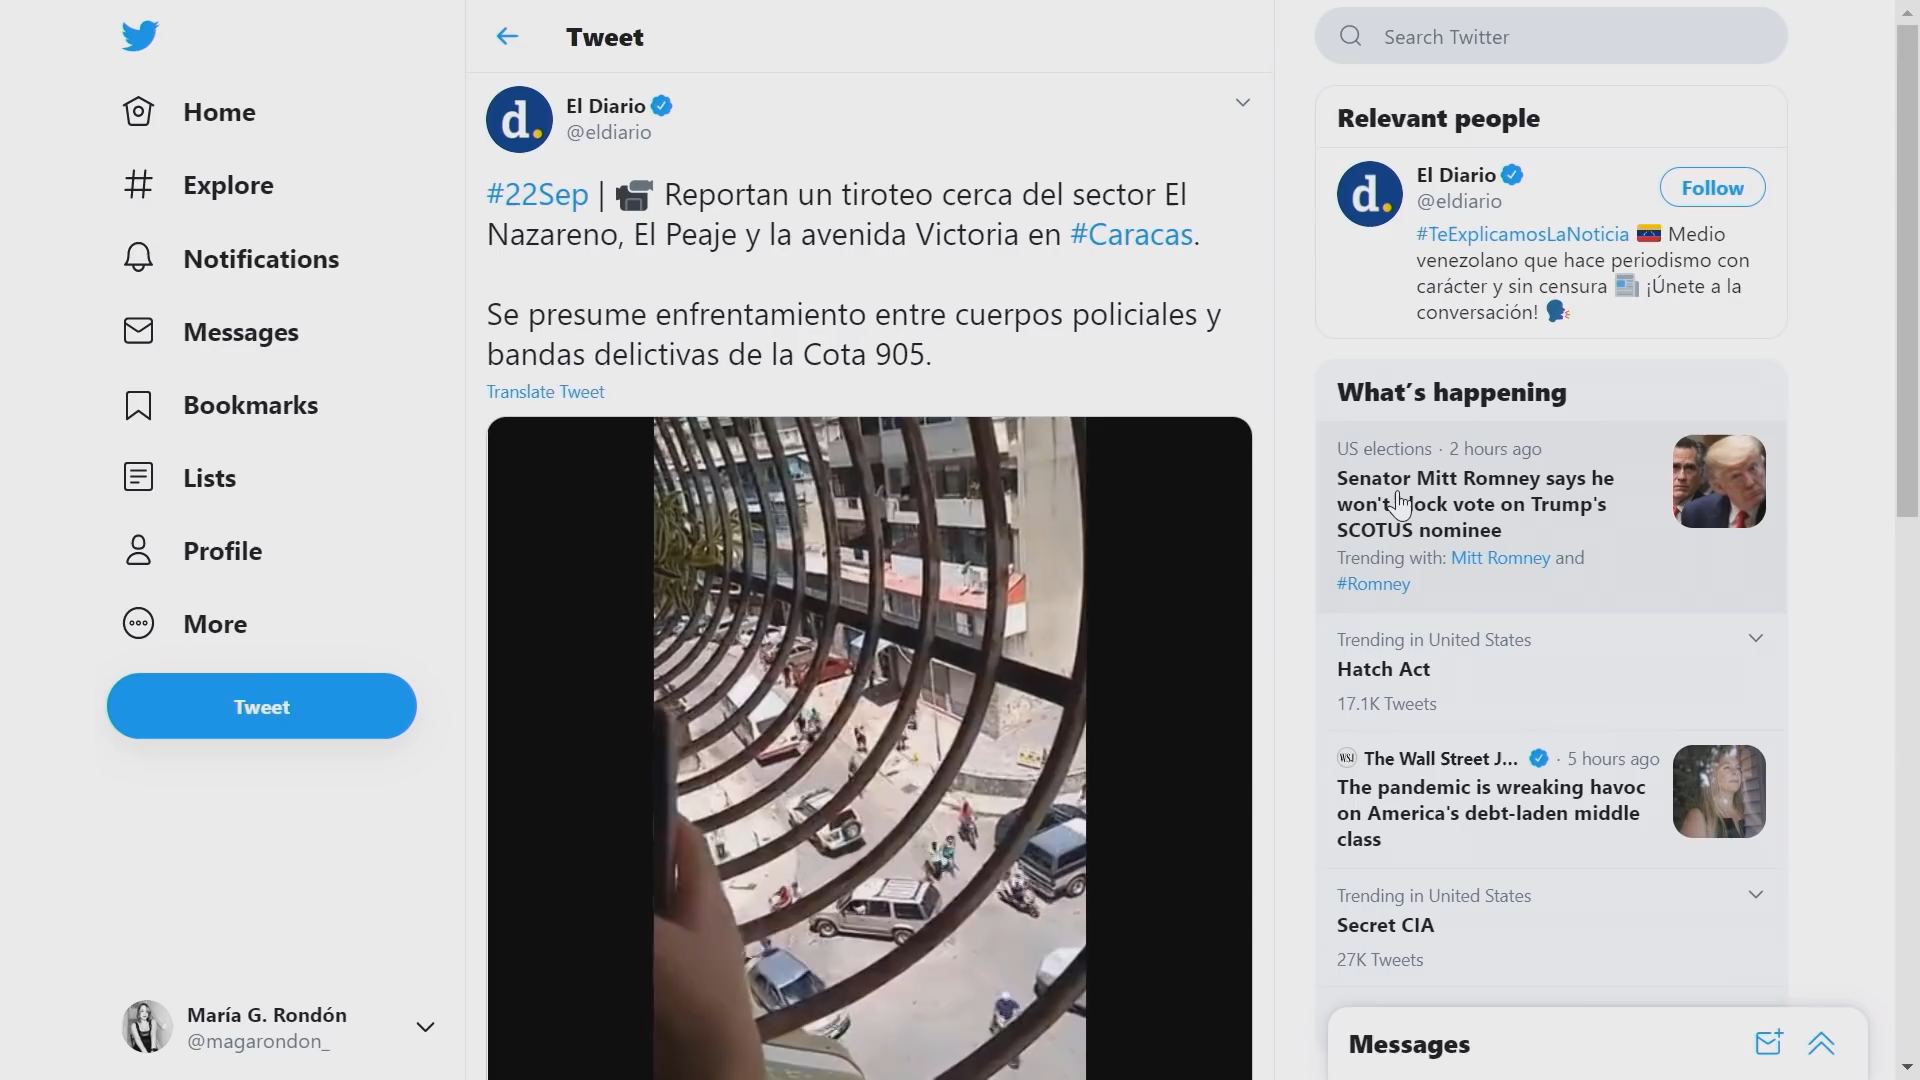 Home
Explore
Notifications
Messages
Bookmarks
Lists
Profile
More
Tweet
María G. Rondón
@magarondon_
Tweet
d.
El Diario
@eldiario
#22Sep | Reportan un tiroteo cerca del sector El
Nazareno, El Peaje y la avenida Victoria en #Caracas.
Se presume enfrentamiento entre cuerpos policiales y
bandas delictivas de la Cota 905.
Translate Tweet
Search Twitter
Relevant people
d.
El Diario
@eldiario
Follow
#TeExplicamosLaNoticia Medio
venezolano que hace periodismo con
carácter y sin censura ¡Únete a la
conversación!
What's happening
US elections · 2 hours ago
Senator Mitt Romney says he
won't lock vote on Trump's
SCOTUS nominee
Trending with: Mitt Romney and
#Romney
Trending in United States
Hatch Act
17.1K Tweets
WSJ The Wall Street J... · 5 hours ago
The pandemic is wreaking havoc
on America's debt-laden middle
class
Trending in United States
Secret CIA
27K Tweets
Messages